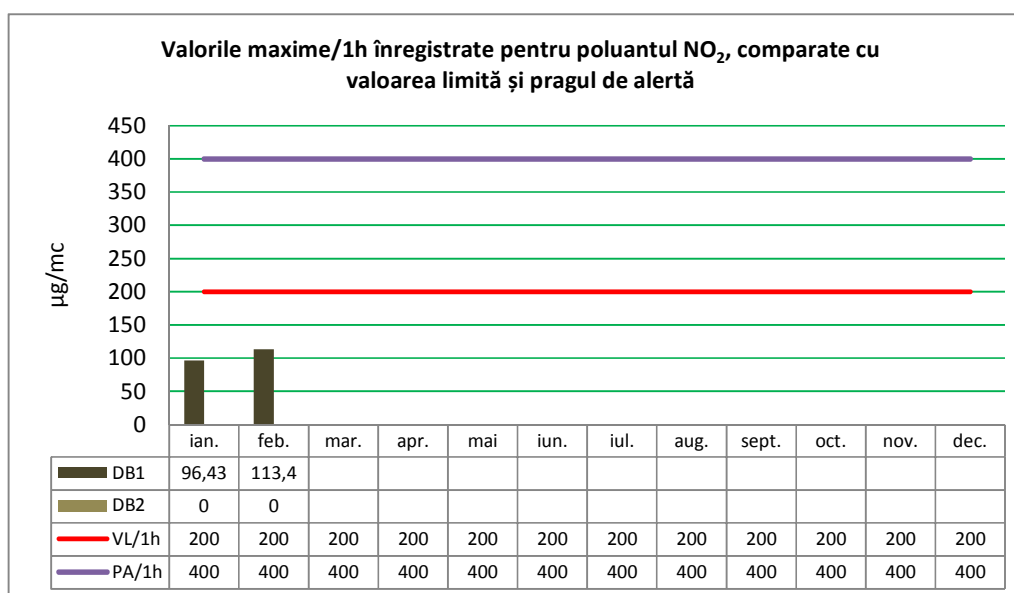 Valorile maxime/1h înregistrate pentru poluantul NO₂, comparate cu
valoarea limită și pragul de alertă
450
400
350
300
250
200
150
100
50
0
µg/mc
ian. feb. mar. apr. mai iun. iul. aug. sept. oct. nov. dec.
DB1 96,43 113,4
DB2 0 0
VL/1h 200 200 200 200 200 200 200 200 200 200 200 200
PA/1h 400 400 400 400 400 400 400 400 400 400 400 400